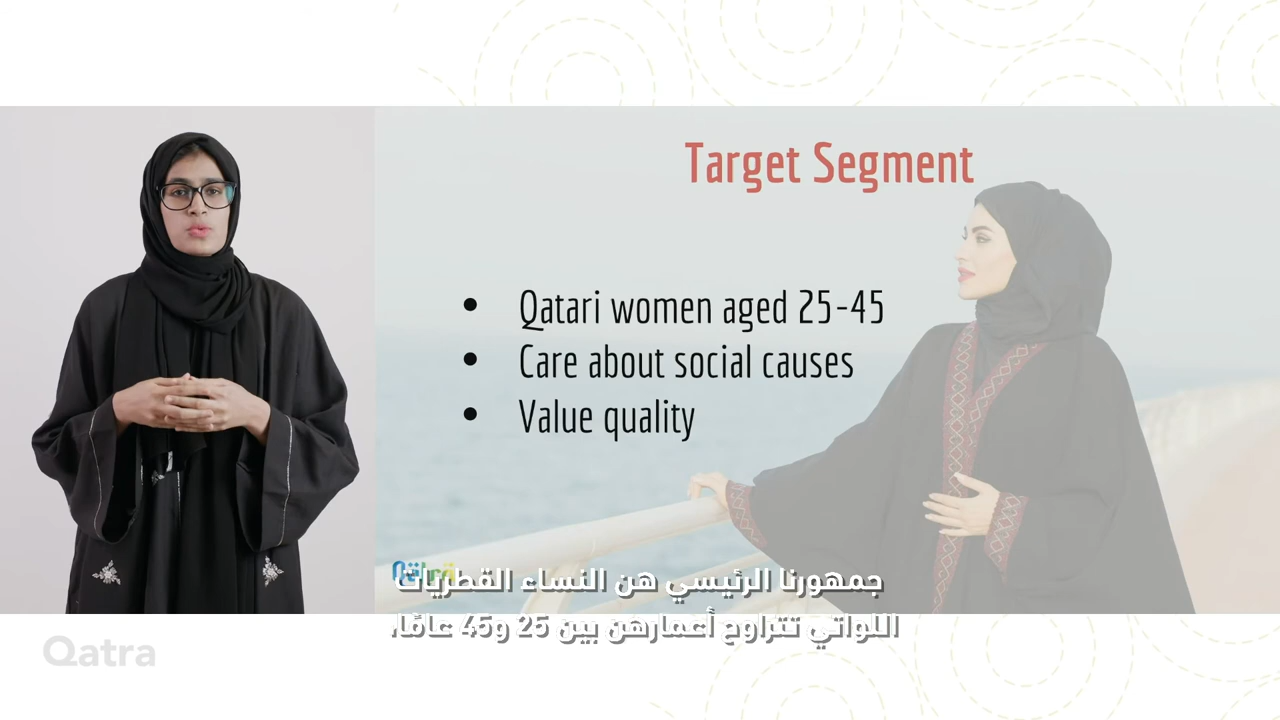 Target Segment
• Qatari women aged 25-45
• Care about social causes
• Value quality
جمهورنا الرئيسي هن النساء القطريات
اللواتي تتراوح أعمارهن بين 25 و45 عامًا،
Qatra